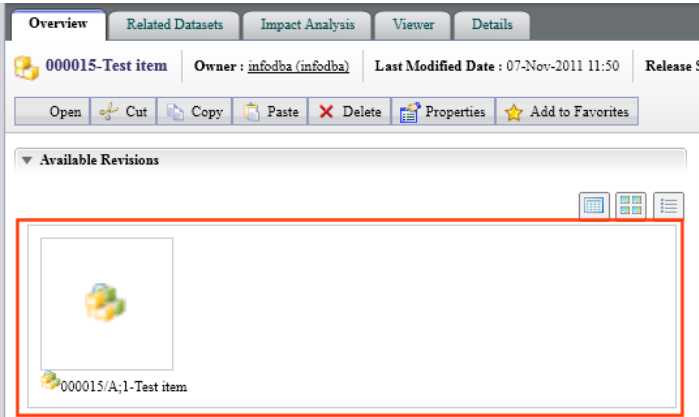 Overview Related Datasets Impact Analysis Viewer Details
000015-Test item Owner : infodba (infodba) Last Modified Date : 07-Nov-2011 11:50 Release
Open Cut Copy Paste Delete Properties Add to Favorites
Available Revisions
000015/A;1-Test item